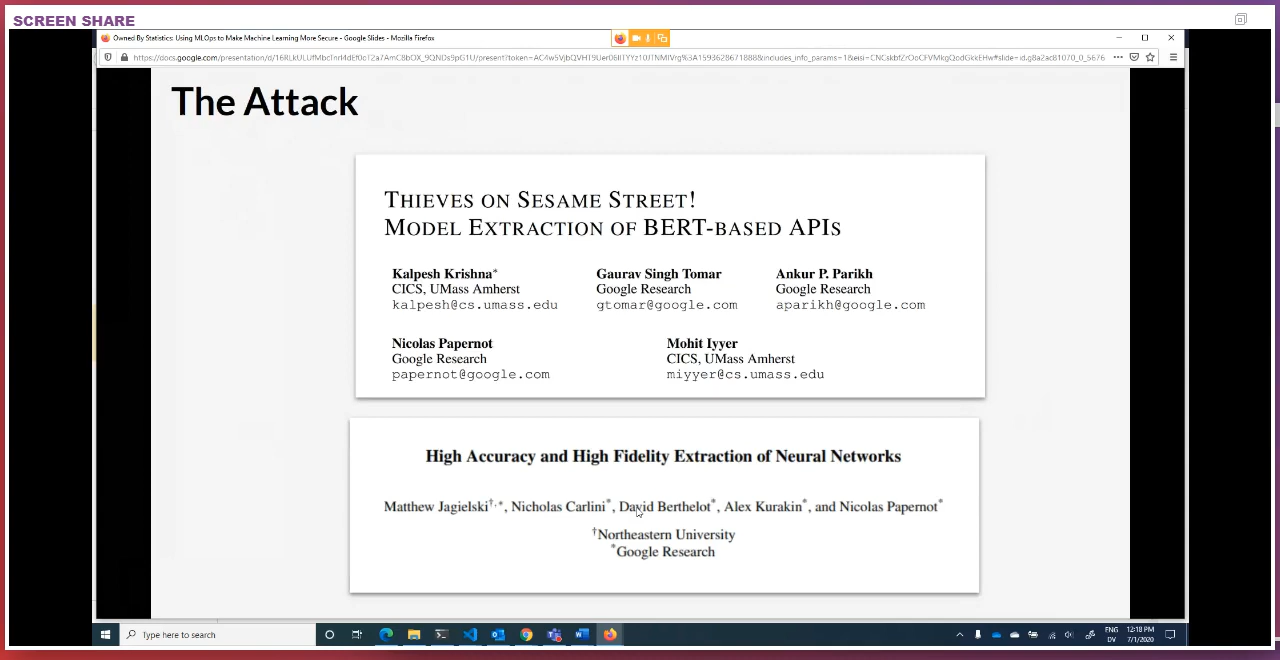 SCREEN SHARE
Owned By Statistics: Using MLOps to Make Machine Learning More Secure - Google Slides - Mozilla Firefox
The Attack
THIEVES ON SESAME STREET!
MODEL EXTRACTION OF BERT-BASED APIS
Kalpesh Krishna* Gaurav Singh Tomar Ankur P. Parikh
CICS, UMass Amherst Google Research Google Research
kalpesh@cs.umass.edu gtomar@google.com aparikh@google.com
Nicolas Papernot Mohit Iyyer
Google Research CICS, UMass Amherst
papernot@google.com miyyer@cs.umass.edu
High Accuracy and High Fidelity Extraction of Neural Networks
Matthew Jagielski†,*, Nicholas Carlini*, David Berthelot*, Alex Kurakin*, and Nicolas Papernot*
†Northeastern University
*Google Research
Type here to search
ENG 12:18 PM
DV 7/1/2020